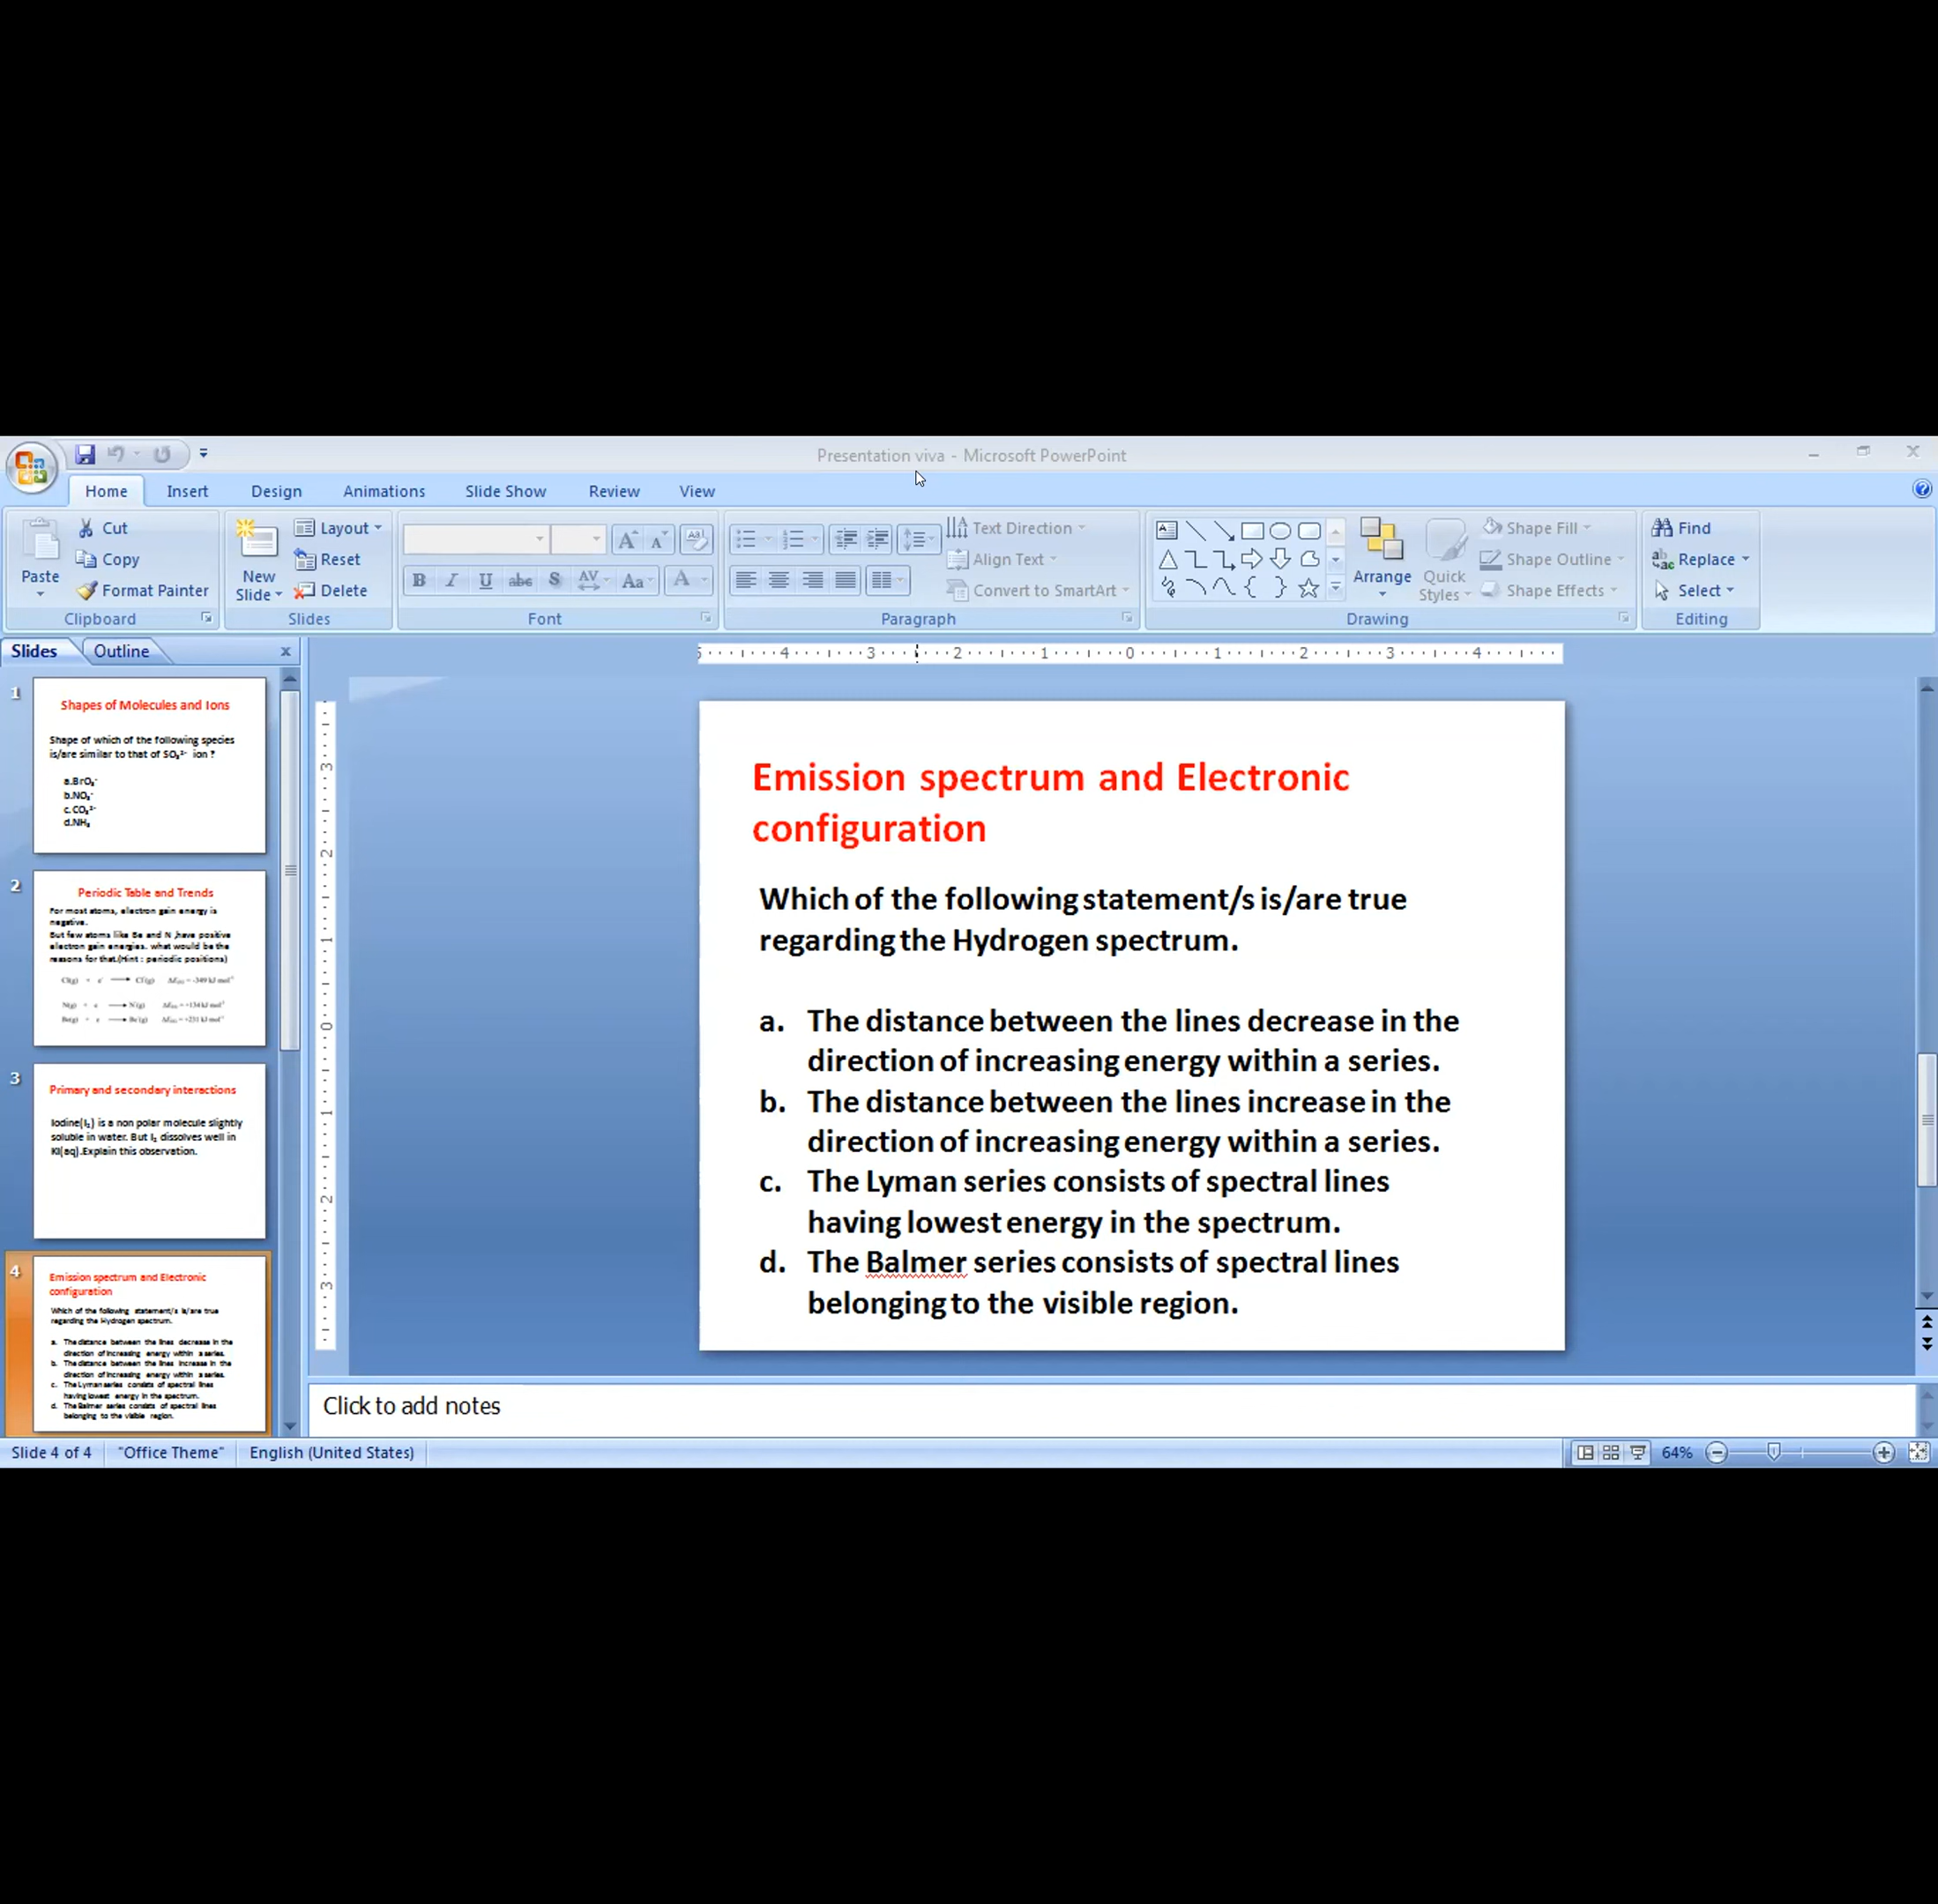 Presentation viva - Microsoft PowerPoint
Home Insert Design Animations Slide Show Review View
Paste
Cut
Copy
Format Painter
Clipboard
New
Slide
Layout
Reset
Delete
Slides
Font
Text Direction
Align Text
Convert to SmartArt
Paragraph
Arrange
Quick
Styles
Shape Fill
Shape Outline
Shape Effects
Drawing
Find
Replace
Select
Editing
Slides Outline
1
Shapes of Molecules and Ions
Shape of which of the following species
is/are similar to that of SO₃²⁻ ion ?
a.BrO₃⁻
b.NO₃⁻
c.CO₃²⁻
d.NH₃
2
Periodic Table and Trends
For most atoms, electron gain energy is
negative.
But few atoms like Be and N ,have positive
electron gain energies. what would be the
reasons for that.(Hint : periodic positions)
3
Primary and secondary interactions
Iodine(I₂) is a non polar molecule slightly
soluble in water. But I₂ dissolves well in
KI(aq).Explain this observation.
4
Emission spectrum and Electronic
configuration
Which of the following statement/s is/are true
regarding the Hydrogen spectrum.
a. The distance between the lines decrease in the
direction of increasing energy within a series.
b. The distance between the lines increase in the
direction of increasing energy within a series.
c. The Lyman series consists of spectral lines
having lowest energy in the spectrum.
d. The Balmer series consists of spectral lines
belonging to the visible region.
Emission spectrum and Electronic
configuration
Which of the following statement/s is/are true
regarding the Hydrogen spectrum.
a. The distance between the lines decrease in the
direction of increasing energy within a series.
b. The distance between the lines increase in the
direction of increasing energy within a series.
c. The Lyman series consists of spectral lines
having lowest energy in the spectrum.
d. The Balmer series consists of spectral lines
belonging to the visible region.
Click to add notes
Slide 4 of 4 "Office Theme" English (United States) 64%